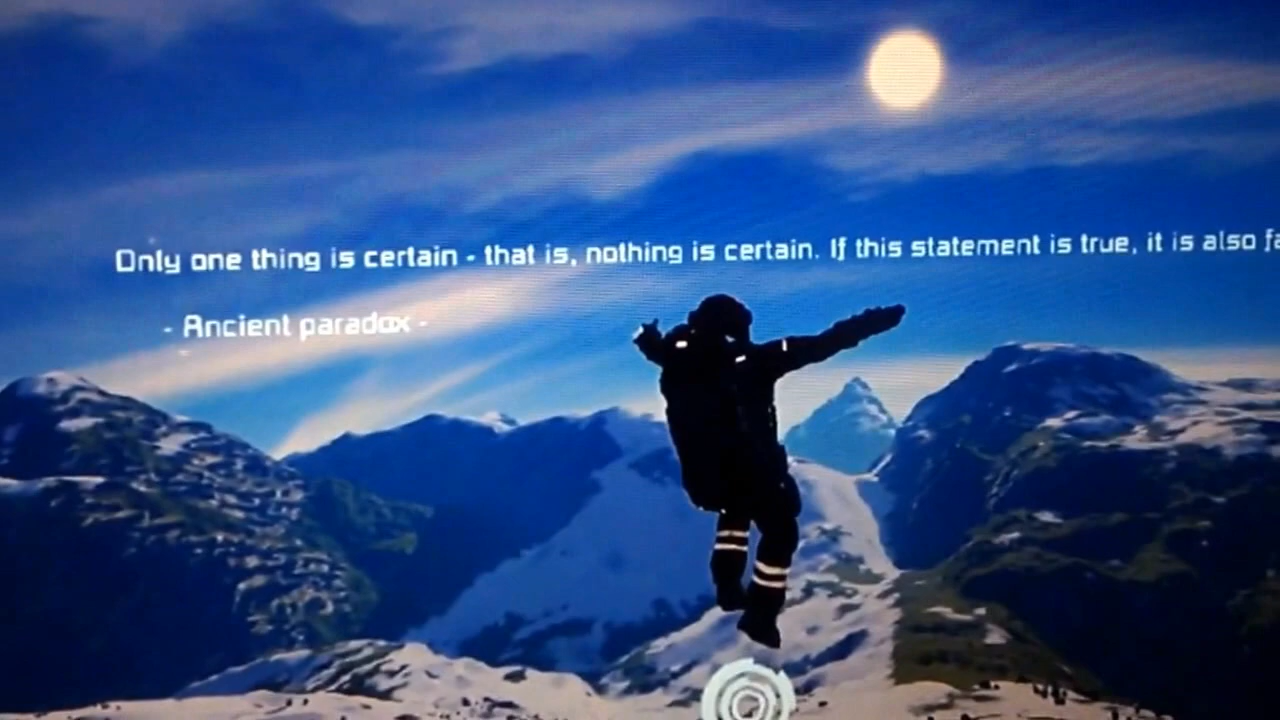 Only one thing is certain - that is, nothing is certain. If this statement is true, it is also
- Ancient paradox -